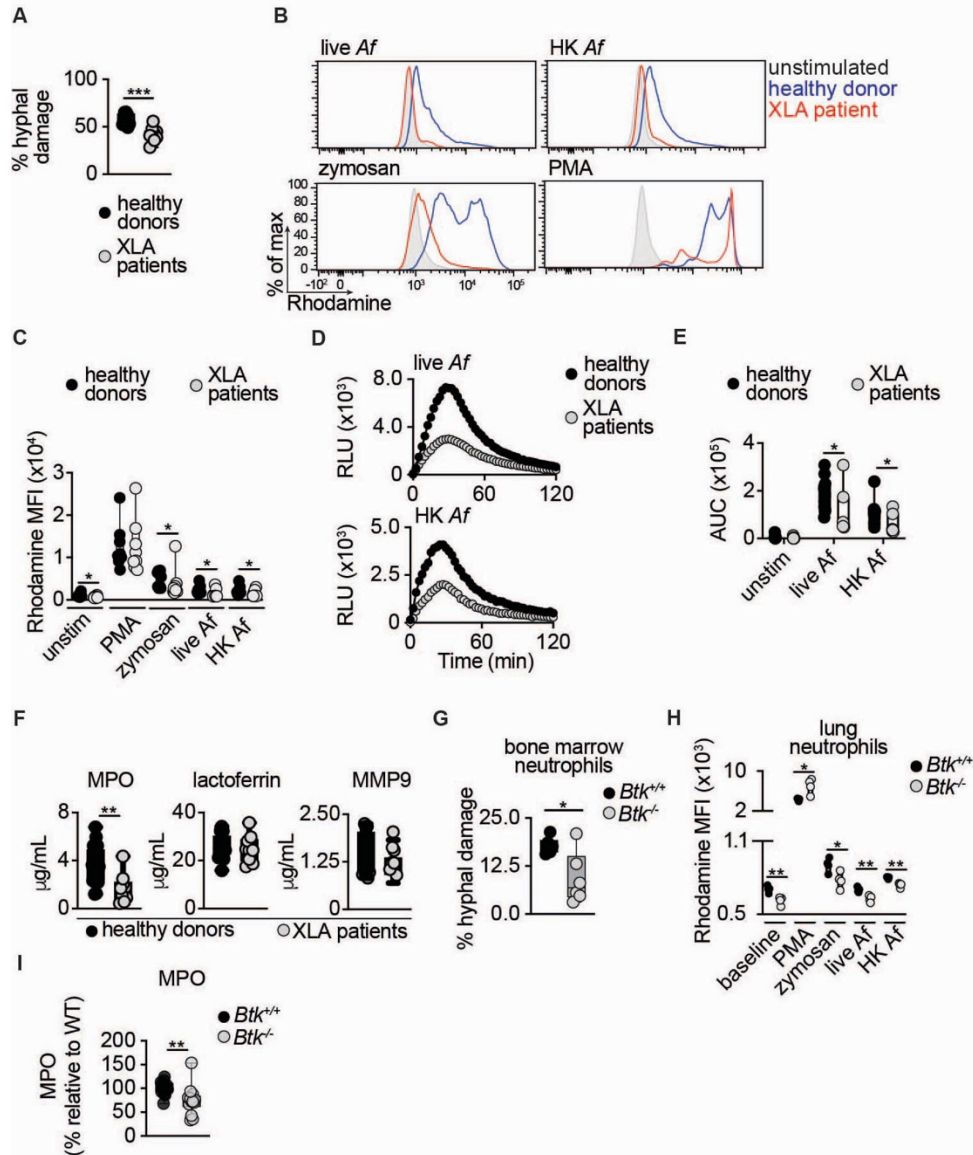 A
% hyphal
damage
100
50
0
***
healthy
donors
XLA
patients
B
live Af
HK Af
unstimulated
healthy donor
XLA patient
zymosan
PMA
% of max
100
80
60
40
20
0
-10² 0 10³ 10⁴ 10⁵
Rhodamine
C
healthy
donors
XLA
patients
Rhodamine MFI (x10⁴)
3
2
1
0
* * * *
unstim
PMA
zymosan
live Af
HK Af
D
live Af
RLU (x10³)
8.0
4.0
0
0 60 120
healthy
donors
XLA
patients
HK Af
RLU (x10³)
5.0
2.5
0
0 60 120
Time (min)
E
healthy
donors
XLA
patients
AUC (x10⁵)
4
2
0
* *
unstim
live Af
HK Af
F
MPO
µg/mL
8
4
0
**
lactoferrin
µg/mL
40
20
0
MMP9
µg/mL
2.50
1.25
0
healthy donors XLA patients
G
bone marrow
neutrophils
% hyphal damage
25.0
12.5
0.0
*
Btk+/+
Btk-/-
H
lung
neutrophils
Rhodamine MFI (x10³)
10
2
1.1
0.5
*
** * ** **
Btk+/+
Btk-/-
baseline
PMA
zymosan
live Af
HK Af
I
MPO
MPO
(% relative to WT)
200
150
100
50
0
**
Btk+/+
Btk-/-